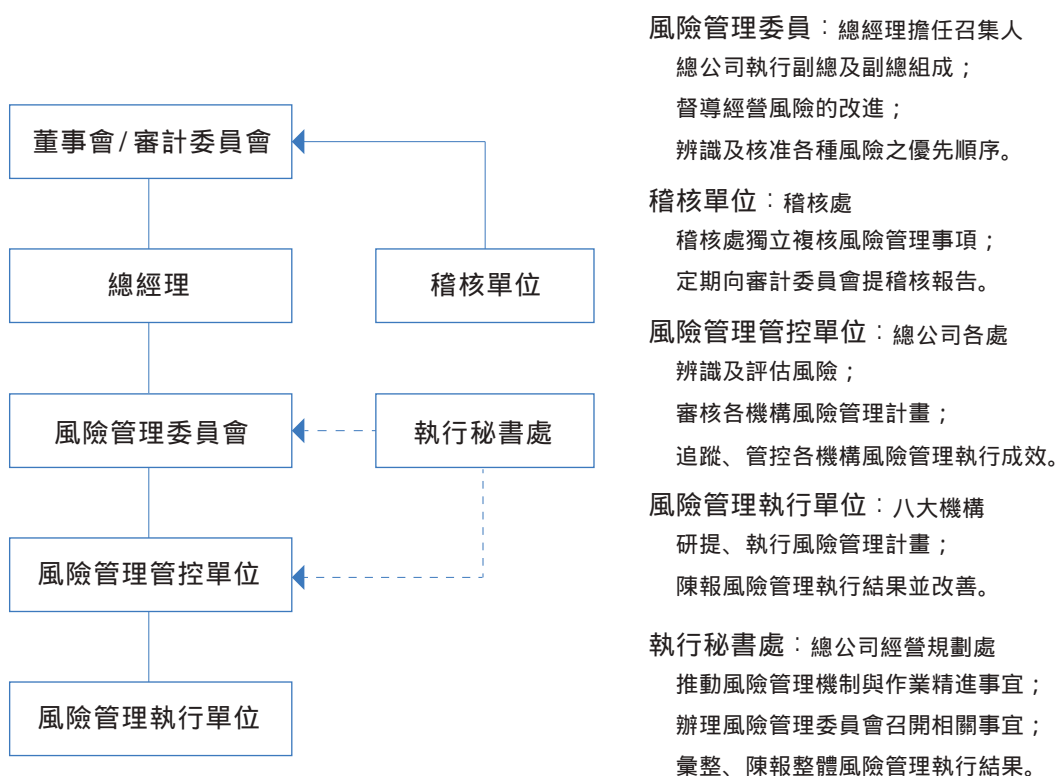 董事會/審計委員會
總經理
稽核單位
風險管理委員會
執行秘書處
風險管理管控單位
風險管理執行單位
風險管理委員：總經理擔任召集人
總公司執行副總及副總組成；
督導經營風險的改進；
辨識及核准各種風險之優先順序。
稽核單位：稽核處
稽核處獨立複核風險管理事項；
定期向審計委員會提稽核報告。
風險管理管控單位：總公司各處
辨識及評估風險；
審核各機構風險管理計畫；
追蹤、管控各機構風險管理執行成效。
風險管理執行單位：八大機構
研提、執行風險管理計畫；
陳報風險管理執行結果並改善。
執行秘書處：總公司經營規劃處
推動風險管理機制與作業精進事宜；
辦理風險管理委員會召開相關事宜；
彙整、陳報整體風險管理執行結果。